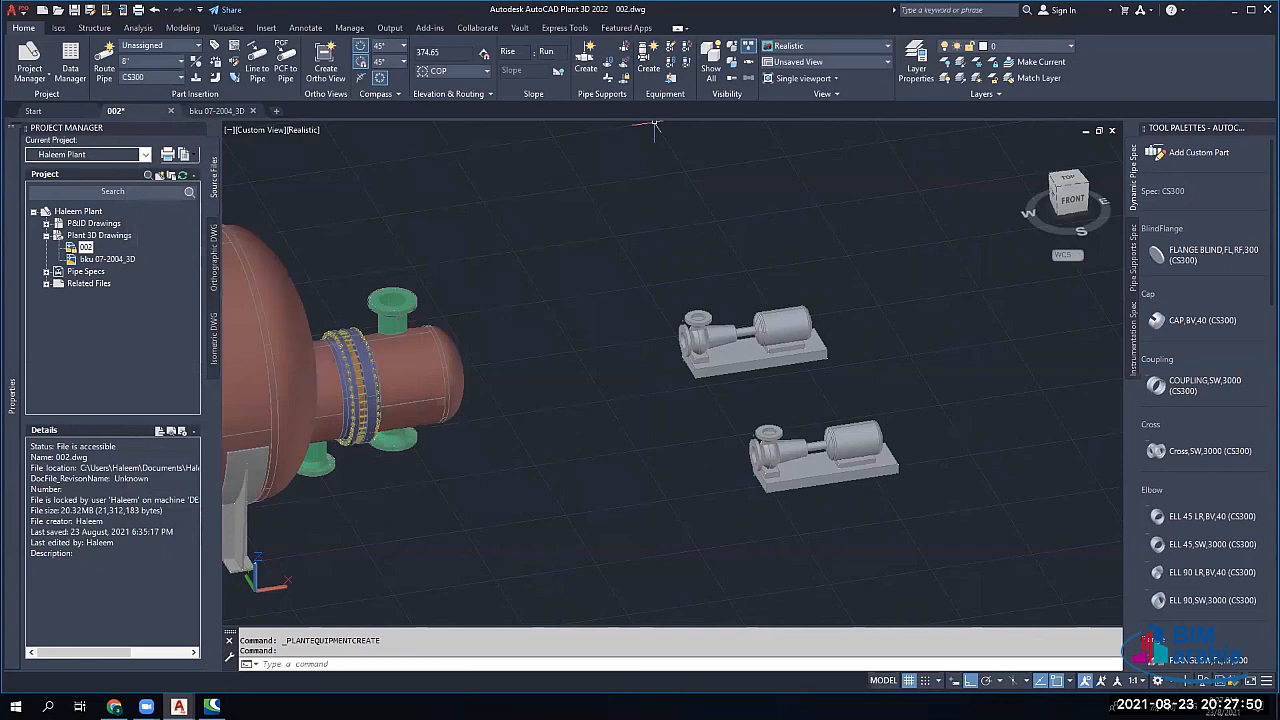 Share
Autodesk AutoCAD Plant 3D 2022 002.dwg
Type a keyword or phrase
Sign In
Home Iso Structure Analysis Modeling Visualize Insert Annotate Manage Output Add-ins Collaborate Vault Express Tools Featured Apps
Project Manager
Data Manager
Project
Route Pipe
Unassigned
8"
CS300
Line to Pipe
PCF to Pipe
Part Insertion
Create Ortho View
Ortho Views
45°
45°
Compass
374.65
COP
Elevation & Routing
Rise Run
Slope
Slope
Create
Pipe Supports
Create
Equipment
Show All
Visibility
Realistic
Unsaved View
Single viewport
View
Layer Properties
0
Make Current
Match Layer
Layers
Start 002* bku 07-2004_3D
PROJECT MANAGER
Current Project:
Haleem Plant
Project
Search
Haleem Plant
P&ID Drawings
Plant 3D Drawings
002
bku 07-2004_3D
Pipe Specs
Related Files
Source Files
Orthographic DWG
Isometric DWG
Properties
Details
Status: File is accessible
Name: 002.dwg
File location: C:\Users\Haleem\Documents\Hal
DocFile_RevisonName: Unknown
Number:
File is locked by user 'Haleem' on machine 'DE
File size: 20.32MB (21,312,183 bytes)
File creator: Haleem
Last saved: 23 August, 2021 6:35:17 PM
Last edited by: Haleem
Description:
[−][Custom View][Realistic]
TOP
FRONT
W
E
S
WCS
Z
X
Command: _PLANTEQUIPMENTCREATE
Command:
Type a command
TOOL PALETTES - AUTOC...
Dynamic Pipe Spec
Pipe Supports Spec
Instrumentation Spec
Add Custom Part
Spec: CS300
BlindFlange
FLANGE BLIND,FL,RF,300 (CS300)
Cap
CAP,BV,40 (CS300)
Coupling
COUPLING,SW,3000 (CS300)
Cross
Cross,SW,3000 (CS300)
Elbow
ELL 45 LR,BV,40 (CS300)
ELL 45,SW,3000 (CS300)
ELL 90 LR,BV,40 (CS300)
ELL 90,SW,3000 (CS300)
BIM
arabia
MODEL
1:1
2021-08-23 20:27:50